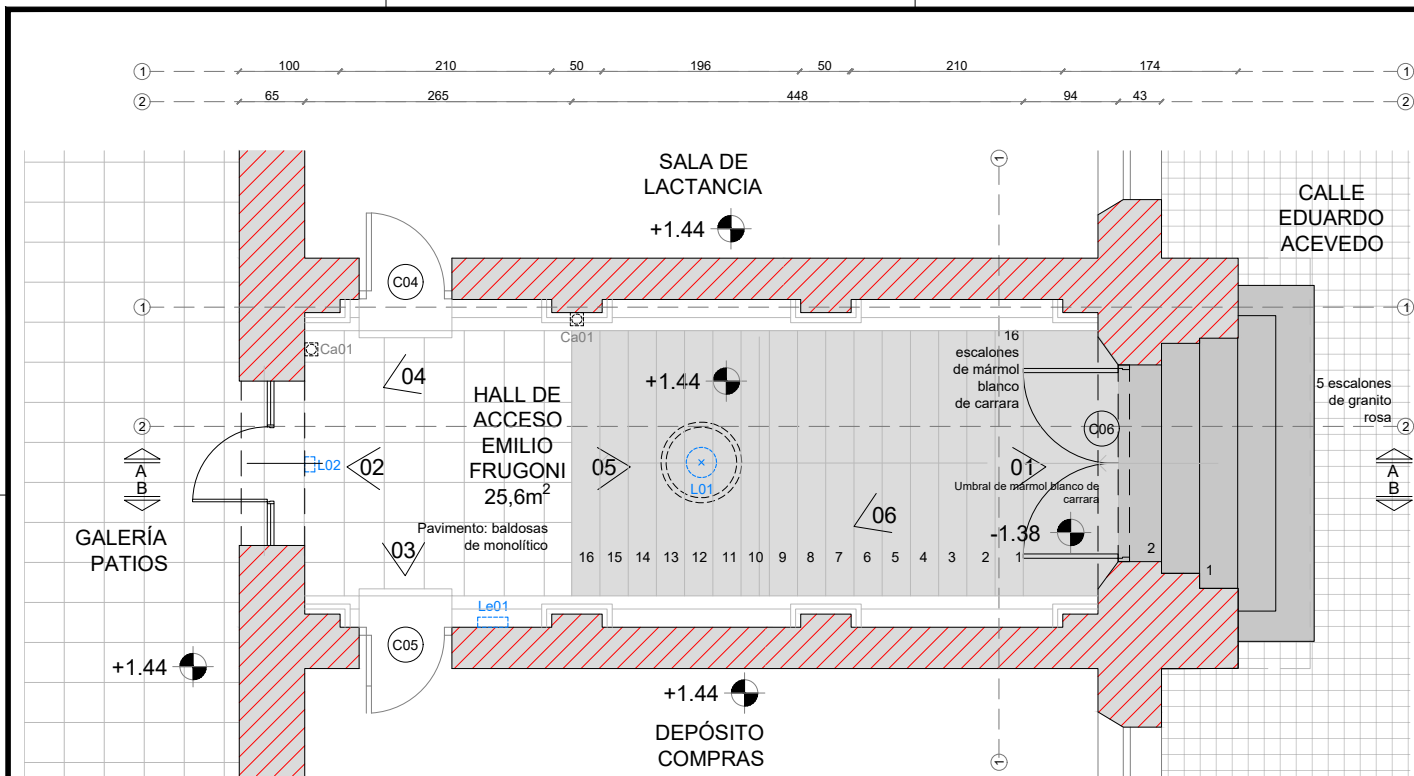 1 100 210 50 196 50 210 174 1
2 65 265 448 94 43 2
SALA DE
LACTANCIA
+1.44
1
CALLE
EDUARDO
ACEVEDO
C04
1 1
Ca01
Ca01
16
escalones
de mármol
blanco
de carrara
04
+1.44
HALL DE
ACCESO
EMILIO
FRUGONI
25,6m²
5 escalones
de granito
rosa
2 C06 2
A
B
L02
02
05
L01
01
A
B
Umbral de mármol blanco de
carrara
06
-1.38
Pavimento: baldosas
de monolítico
GALERÍA
PATIOS
03
16 15 14 13 12 11 10 9 8 7 6 5 4 3 2 1
2
1
Le01
C05
+1.44
+1.44
DEPÓSITO
COMPRAS
1